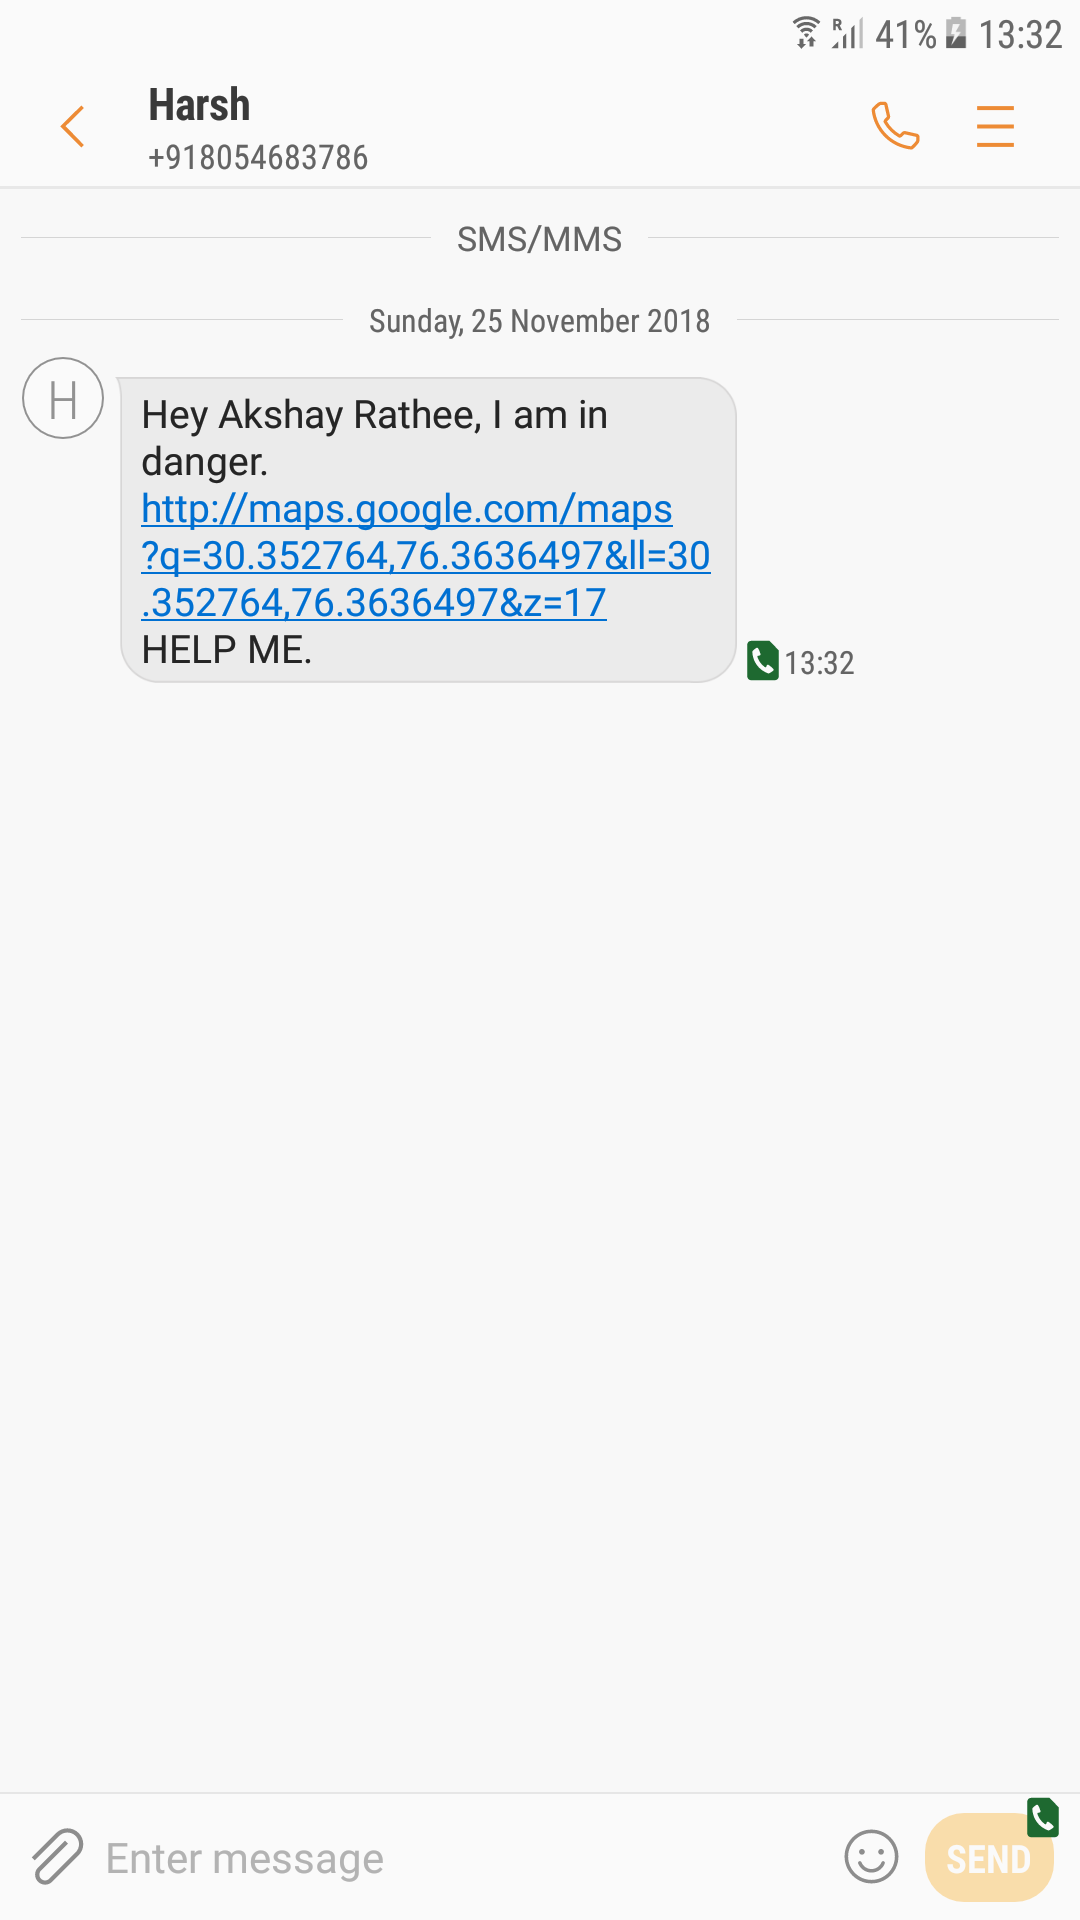 R 41% 13:32
Harsh
+918054683786
SMS/MMS
Sunday, 25 November 2018
H
Hey Akshay Rathee, I am in
danger.
http://maps.google.com/maps
?q=30.352764,76.3636497&ll=30
.352764,76.3636497&z=17
HELP ME.
13:32
Enter message
SEND